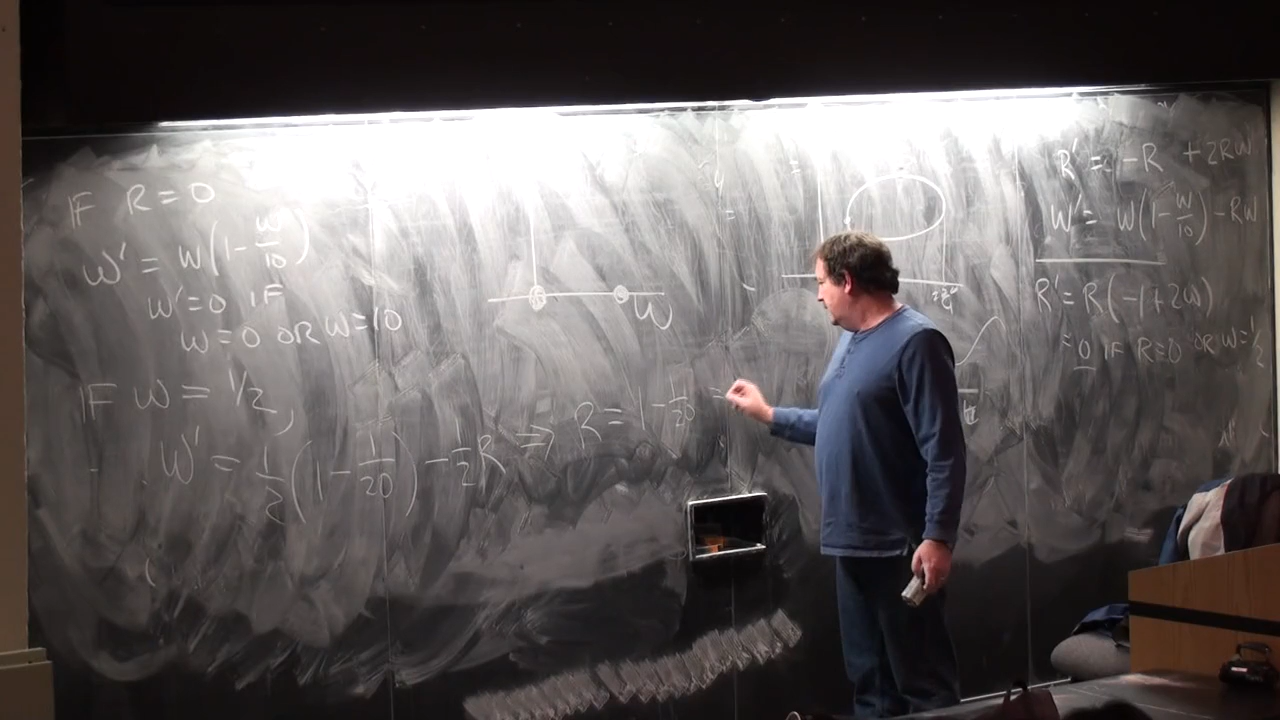 IF R = 0
W' = W(1 - W/10)
W' = 0 IF
W = 0 OR W = 10
IF W = 1/2,
W' = 1/2(1 - 1/20) - 1/2R ⇒ R = 1 - 1/20 =
W
R' = -R + 2RW
W' = W(1 - W/10) - RW
R' = R(-1 + 2W)
= 0 IF R = 0 OR W = 1/2